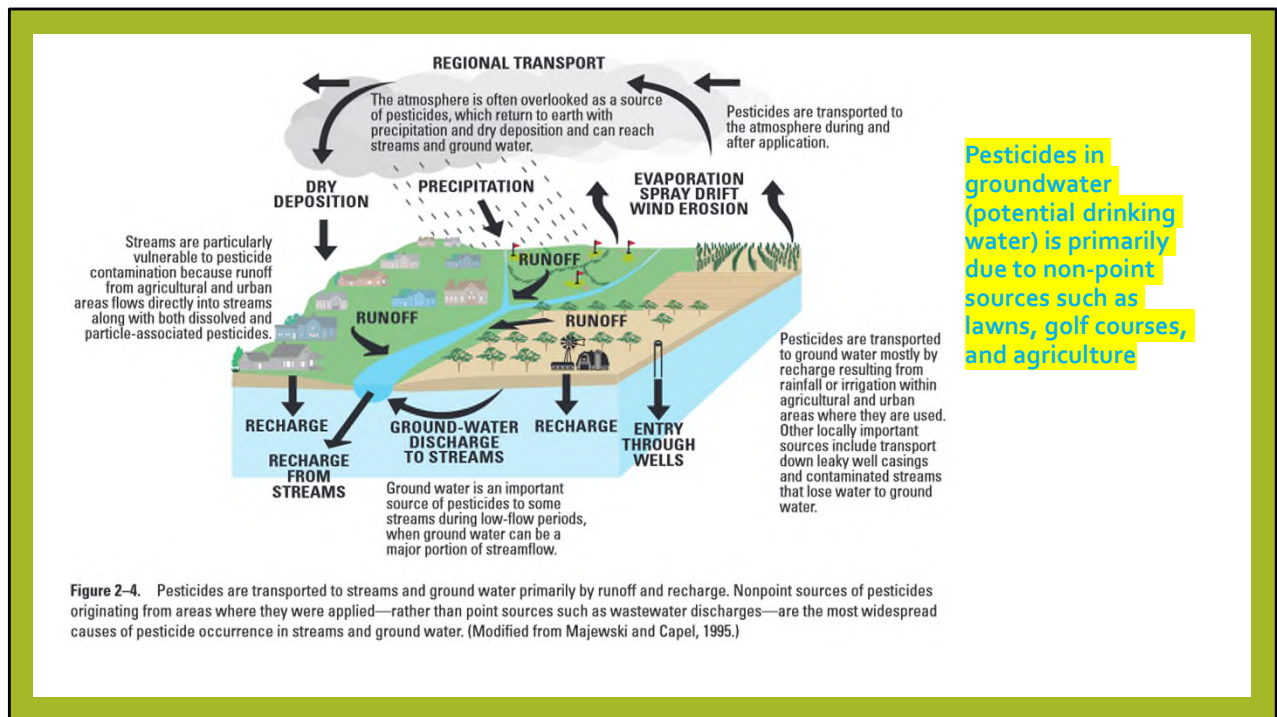 REGIONAL TRANSPORT
The atmosphere is often overlooked as a source
of pesticides, which return to earth with
precipitation and dry deposition and can reach
streams and ground water.
Pesticides are transported to
the atmosphere during and
after application.
DRY
DEPOSITION
PRECIPITATION
EVAPORATION
SPRAY DRIFT
WIND EROSION
Streams are particularly
vulnerable to pesticide
contamination because runoff
from agricultural and urban
areas flows directly into streams
along with both dissolved and
particle-associated pesticides.
RUNOFF
RUNOFF
RUNOFF
Pesticides are transported
to ground water mostly by
recharge resulting from
rainfall or irrigation within
agricultural and urban
areas where they are used.
Other locally important
sources include transport
down leaky well casings
and contaminated streams
that lose water to ground
water.
RECHARGE
RECHARGE
FROM
STREAMS
GROUND-WATER
DISCHARGE
TO STREAMS
RECHARGE
ENTRY
THROUGH
WELLS
Ground water is an important
source of pesticides to some
streams during low-flow periods,
when ground water can be a
major portion of streamflow.
Figure 2–4. Pesticides are transported to streams and ground water primarily by runoff and recharge. Nonpoint sources of pesticides
originating from areas where they were applied—rather than point sources such as wastewater discharges—are the most widespread
causes of pesticide occurrence in streams and ground water. (Modified from Majewski and Capel, 1995.)
Pesticides in
groundwater
(potential drinking
water) is primarily
due to non-point
sources such as
lawns, golf courses,
and agriculture